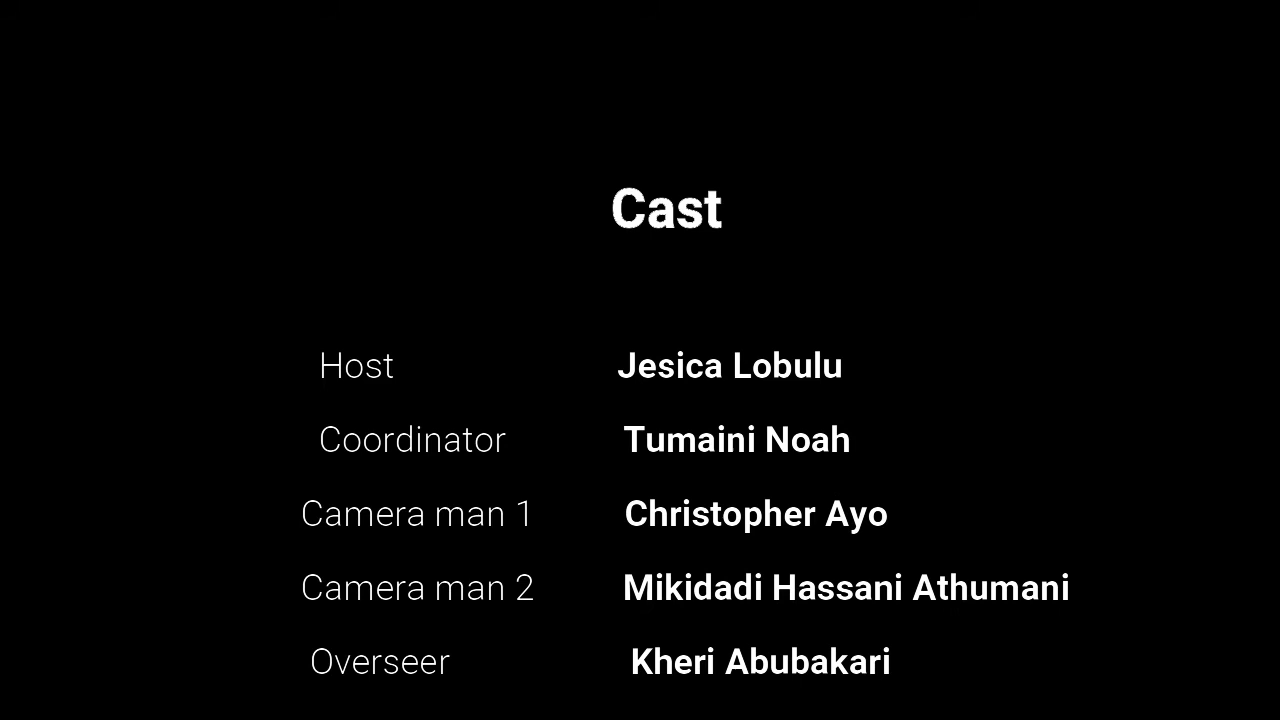 Cast
Host Jesica Lobulu
Coordinator Tumaini Noah
Camera man 1 Christopher Ayo
Camera man 2 Mikidadi Hassani Athumani
Overseer Kheri Abubakari